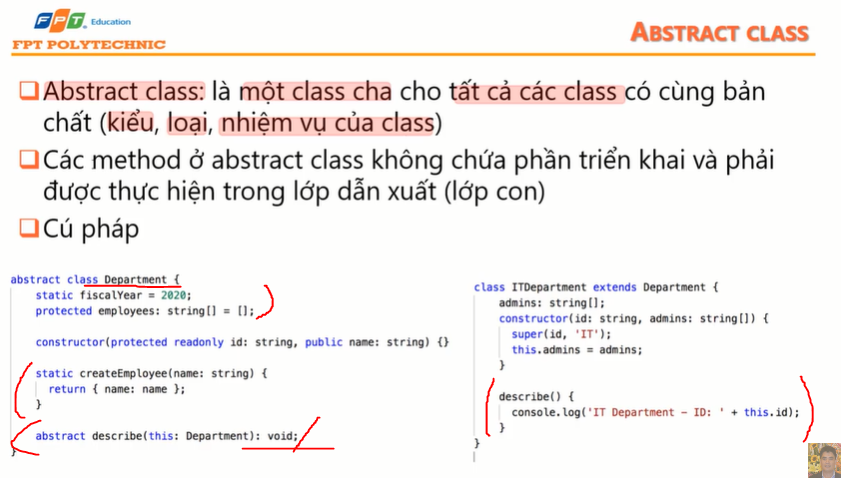 FPT Education
FPT POLYTECHNIC
ABSTRACT CLASS
Abstract class: là một class cha cho tất cả các class có cùng bản
chất (kiểu, loại, nhiệm vụ của class)
Các method ở abstract class không chứa phần triển khai và phải
được thực hiện trong lớp dẫn xuất (lớp con)
Cú pháp
abstract class Department {
static fiscalYear = 2020;
protected employees: string[] = [];
constructor(protected readonly id: string, public name: string) {}
static createEmployee(name: string) {
return { name: name };
}
abstract describe(this: Department): void;
}
class ITDepartment extends Department {
admins: string[];
constructor(id: string, admins: string[]) {
super(id, 'IT');
this.admins = admins;
}
describe() {
console.log('IT Department - ID: ' + this.id);
}
}